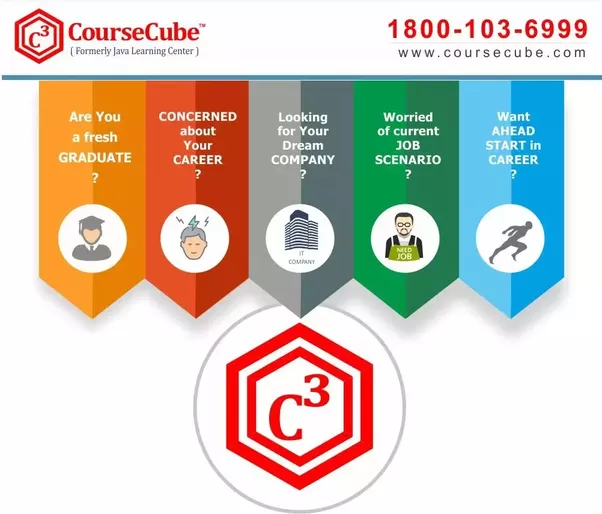 C3
CourseCube™
( Formerly Java Learning Center )
1800-103-6999
www.coursecube.com
Are You
a fresh
GRADUATE
?
CONCERNED
about
Your
CAREER
?
Looking
for Your
Dream
COMPANY
?
IT
COMPANY
Worried
of current
JOB
SCENARIO
?
NEED
JOB
Want
AHEAD
START in
CAREER
?
C3